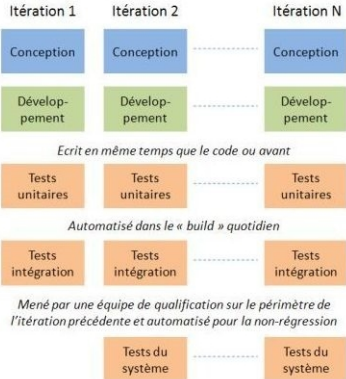 Itération 1 Itération 2 Itération N
Conception Conception Conception
Dévelop- Dévelop- Dévelop-
pement pement pement
Ecrit en même temps que le code ou avant
Tests Tests Tests
unitaires unitaires unitaires
Automatisé dans le « build » quotidien
Tests Tests Tests
intégration intégration intégration
Mené par une équipe de qualification sur le périmètre de
l'itération précédente et automatisé pour la non-régression
Tests du Tests du
système système